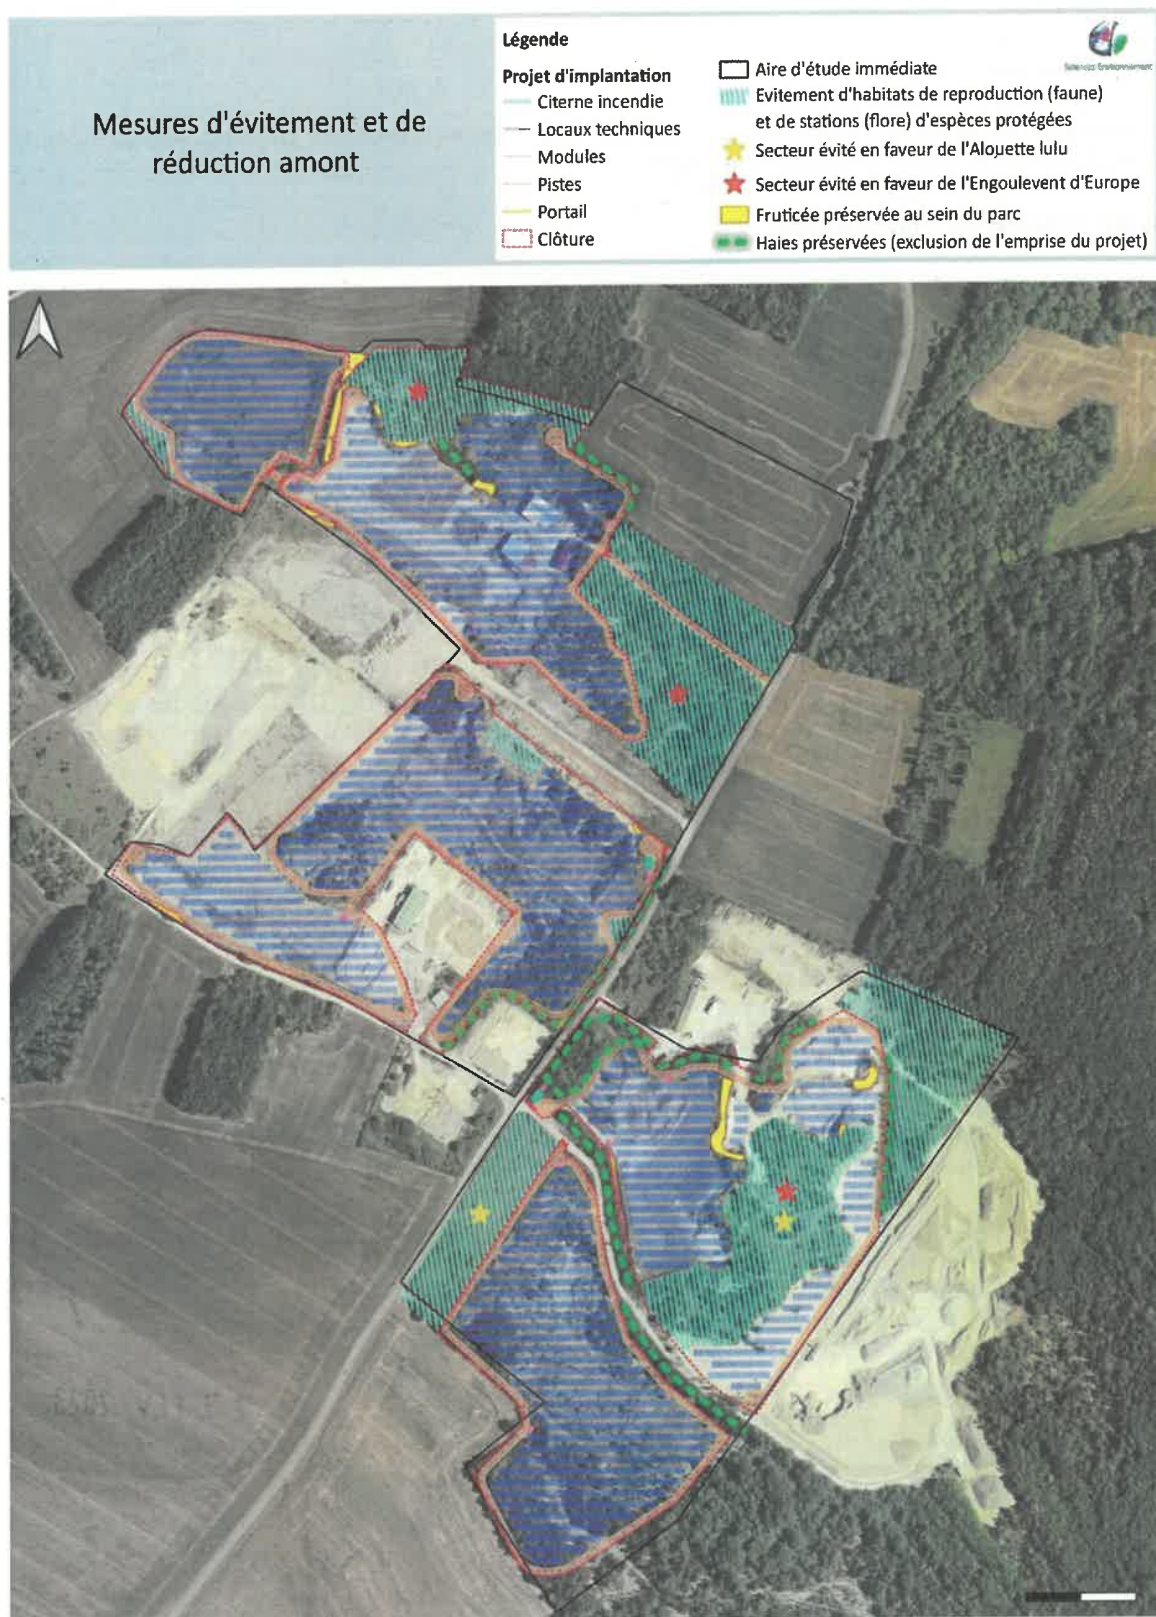 Mesures d'évitement et de
réduction amont
Légende
Projet d'implantation
Citerne incendie
Locaux techniques
Modules
Pistes
Portail
Clôture
Aire d'étude immédiate
Evitement d'habitats de reproduction (faune)
et de stations (flore) d'espèces protégées
Secteur évité en faveur de l'Alouette lulu
Secteur évité en faveur de l'Engoulevent d'Europe
Fruticée préservée au sein du parc
Haies préservées (exclusion de l'emprise du projet)
Sciences Environnement